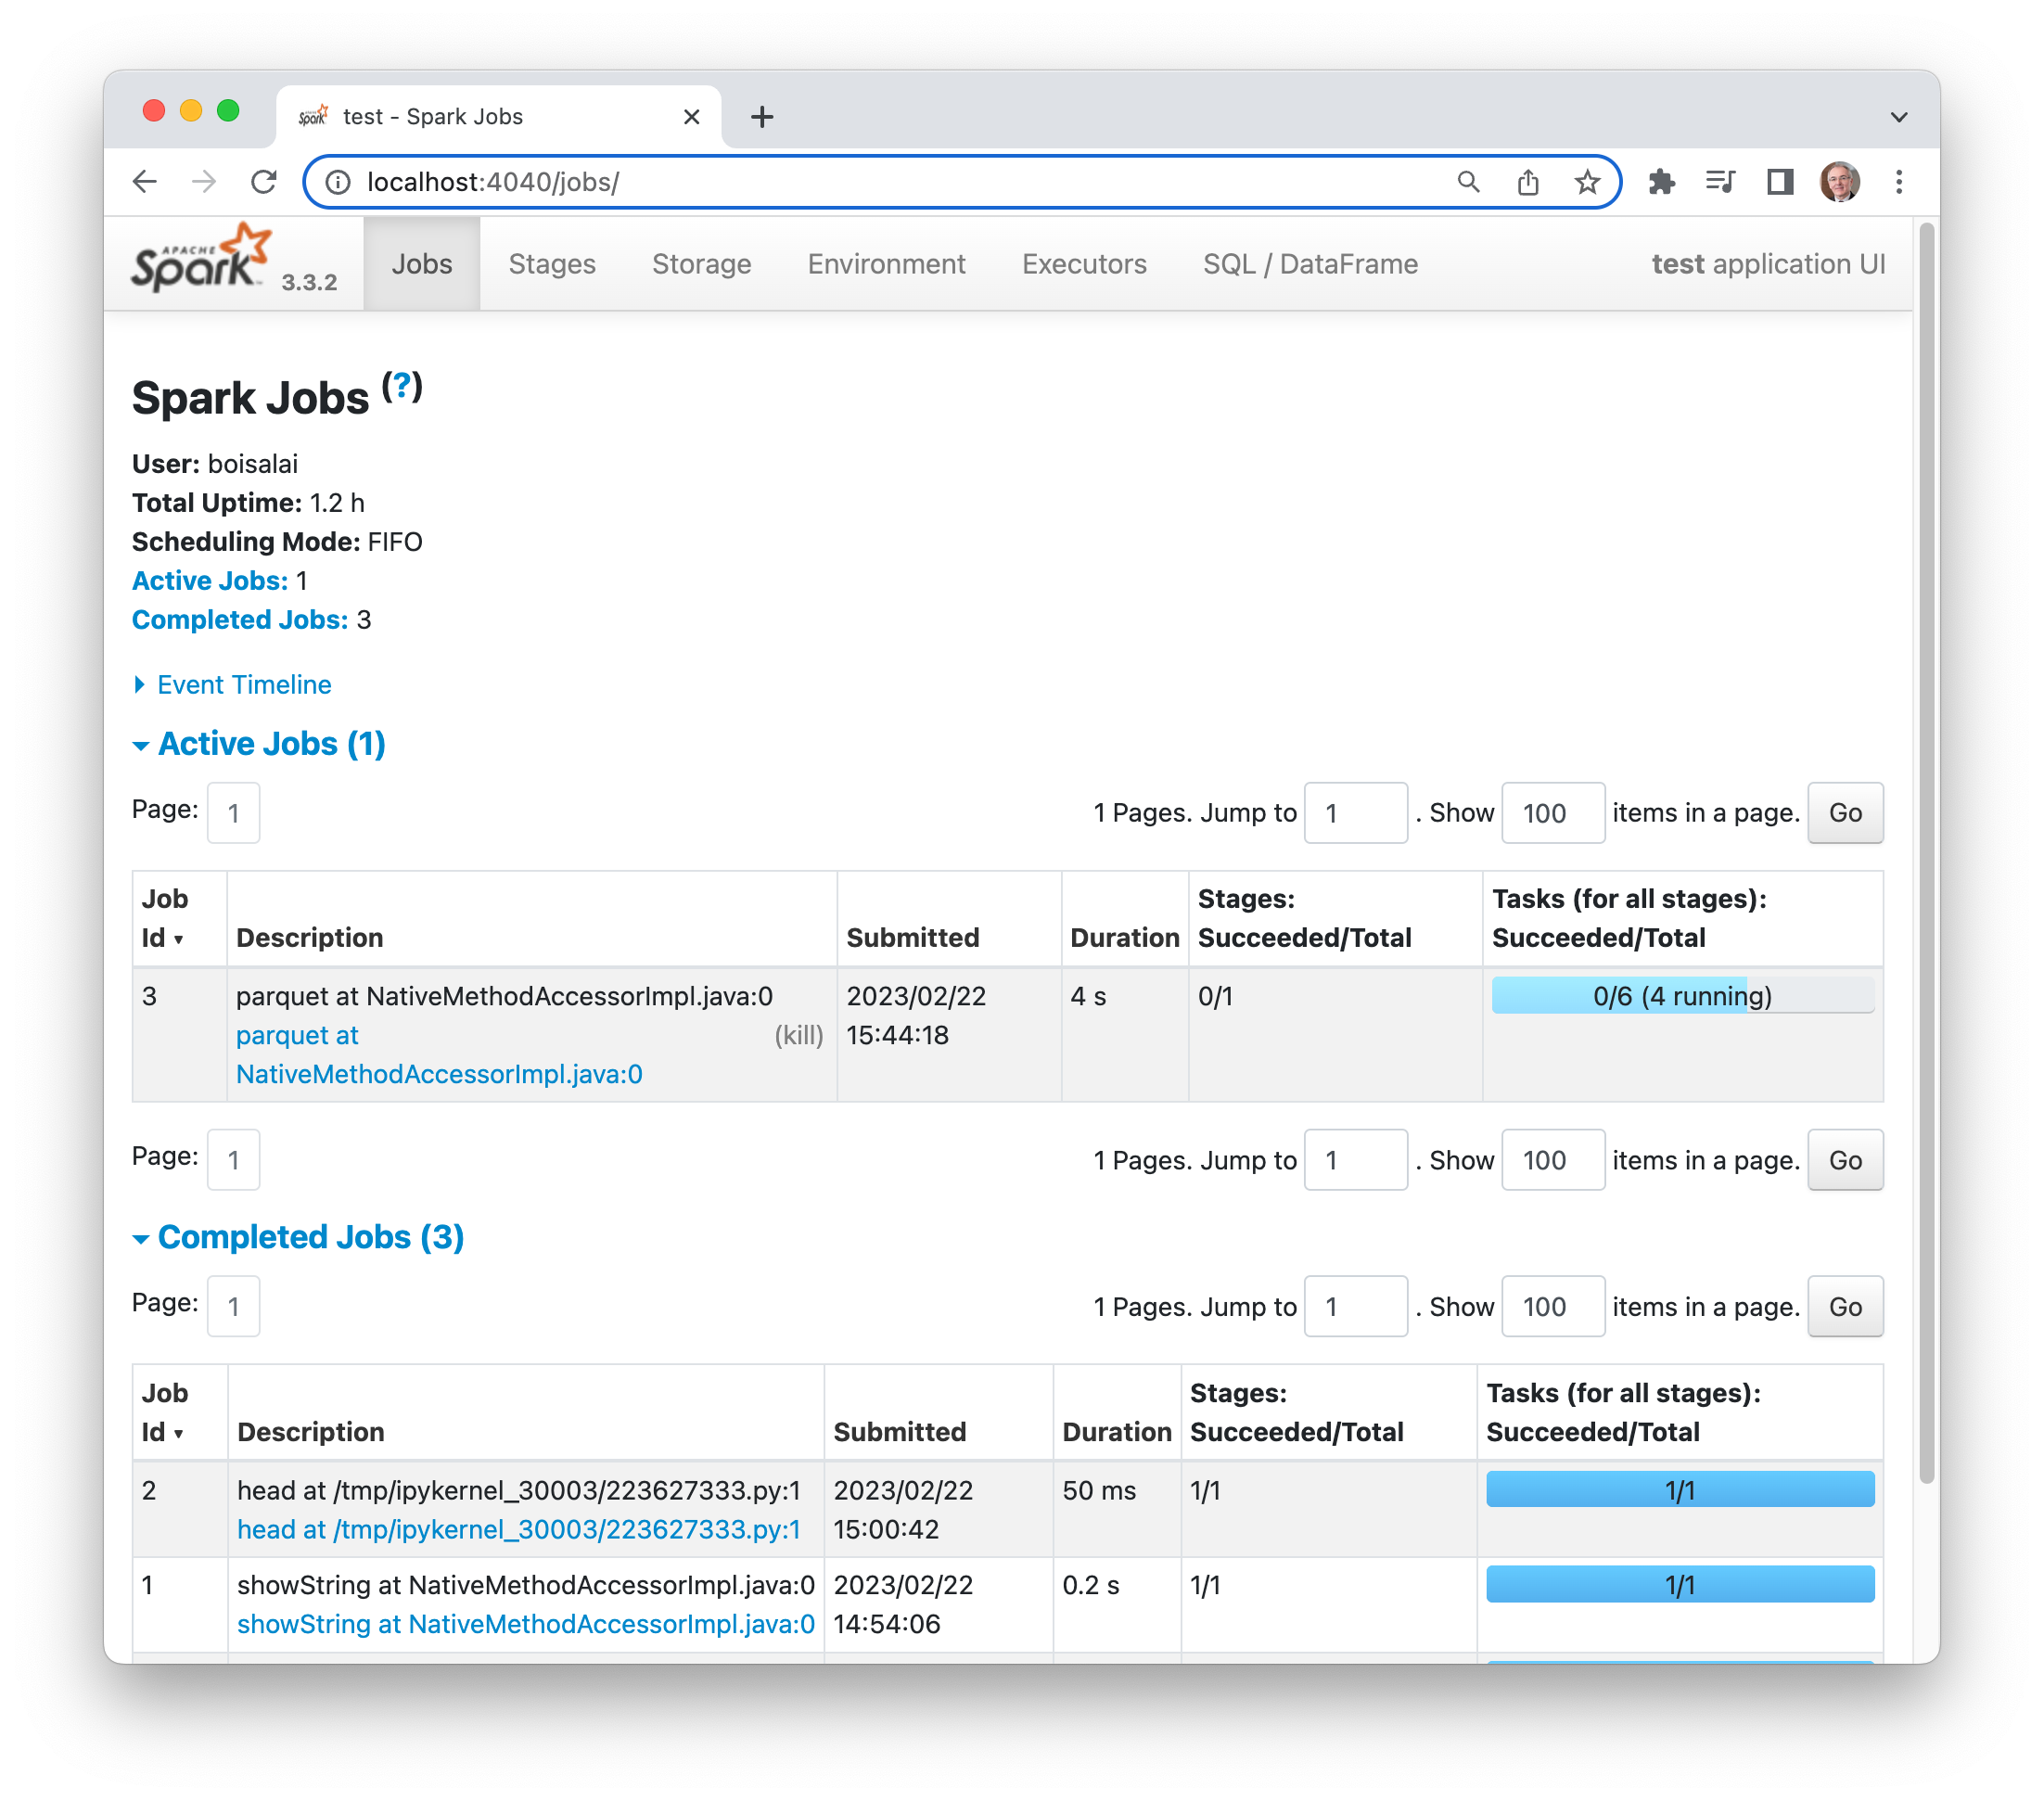 test - Spark Jobs
localhost:4040/jobs/
APACHE Spark 3.3.2 Jobs Stages Storage Environment Executors SQL / DataFrame test application UI
Spark Jobs (?)
User: boisalai
Total Uptime: 1.2 h
Scheduling Mode: FIFO
Active Jobs: 1
Completed Jobs: 3
Event Timeline
Active Jobs (1)
Page: 1 1 Pages. Jump to 1 . Show 100 items in a page. Go
Job Stages: Tasks (for all stages):
Id ▾ Description Submitted Duration Succeeded/Total Succeeded/Total
3 parquet at NativeMethodAccessorImpl.java:0 2023/02/22 4 s 0/1 0/6 (4 running)
parquet at (kill) 15:44:18
NativeMethodAccessorImpl.java:0
Page: 1 1 Pages. Jump to 1 . Show 100 items in a page. Go
Completed Jobs (3)
Page: 1 1 Pages. Jump to 1 . Show 100 items in a page. Go
Job Stages: Tasks (for all stages):
Id ▾ Description Submitted Duration Succeeded/Total Succeeded/Total
2 head at /tmp/ipykernel_30003/223627333.py:1 2023/02/22 50 ms 1/1 1/1
head at /tmp/ipykernel_30003/223627333.py:1 15:00:42
1 showString at NativeMethodAccessorImpl.java:0 2023/02/22 0.2 s 1/1 1/1
showString at NativeMethodAccessorImpl.java:0 14:54:06